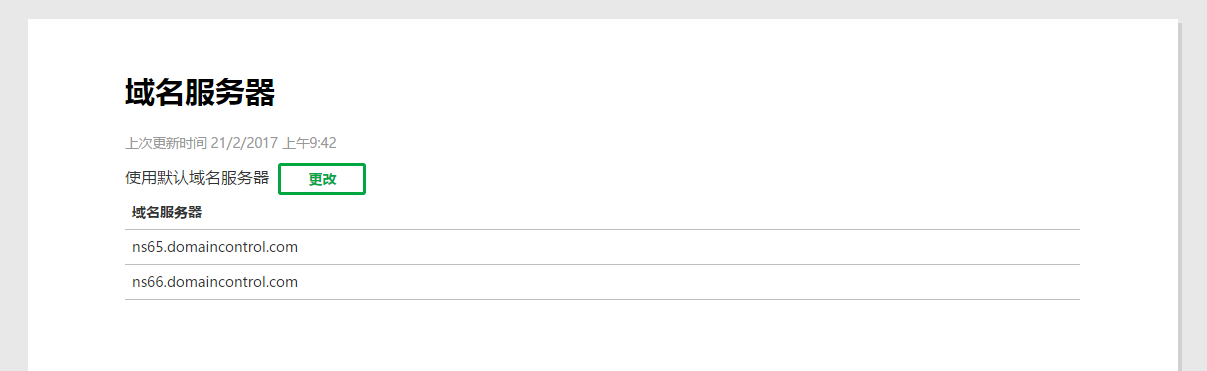 域名服务器
上次更新时间 21/2/2017 上午9:42
使用默认域名服务器 更改
域名服务器
ns65.domaincontrol.com
ns66.domaincontrol.com